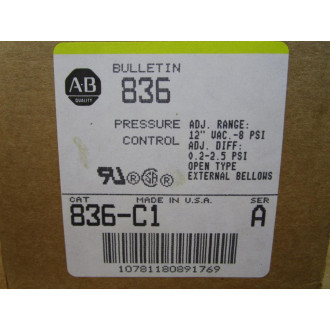 A-B
QUALITY
BULLETIN
836
PRESSURE
CONTROL
ADJ. RANGE:
12" VAC.-8 PSI
ADJ. DIFF:
0.2-2.5 PSI
OPEN TYPE
EXTERNAL BELLOWS
CAT
MADE IN U.S.A.
SER
836-C1
A
10781180891769